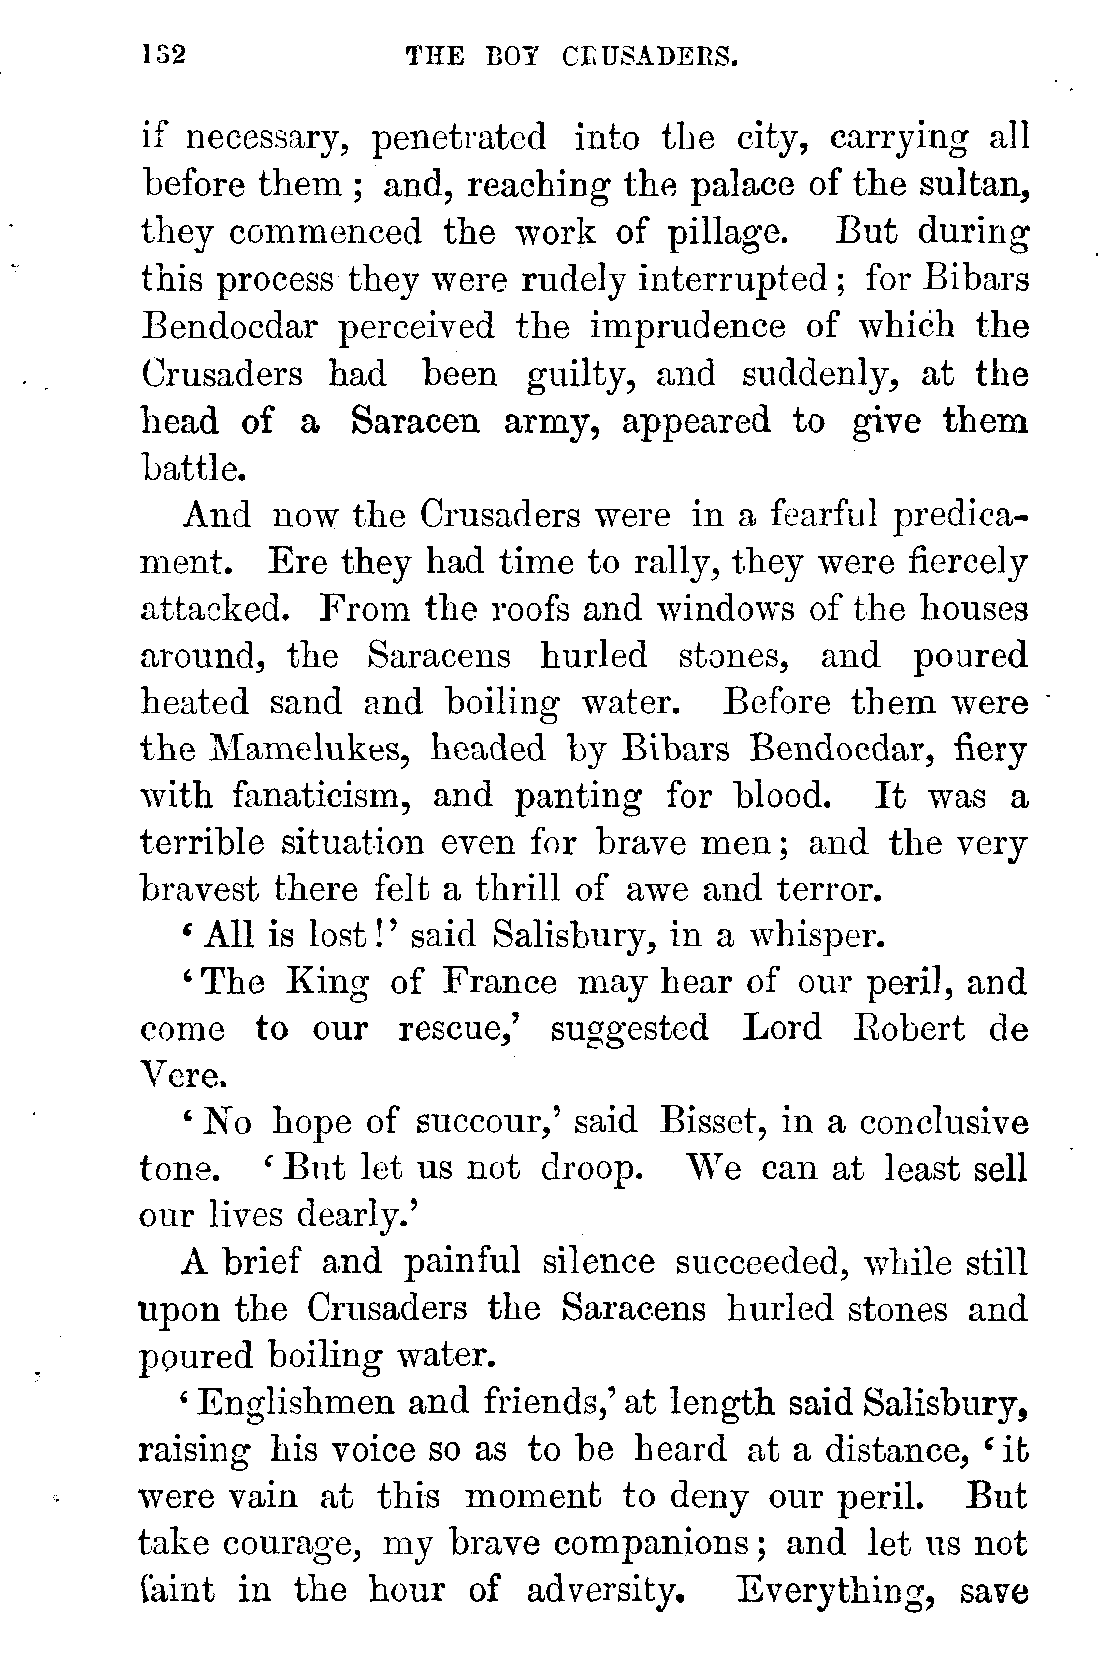 132 THE BOY CRUSADERS.
if necessary, penetrated into the city, carrying all
before them ; and, reaching the palace of the sultan,
they commenced the work of pillage. But during
this process they were rudely interrupted ; for Bibars
Bendocdar perceived the imprudence of which the
Crusaders had been guilty, and suddenly, at the
head of a Saracen army, appeared to give them
battle.
And now the Crusaders were in a fearful predica-
ment. Ere they had time to rally, they were fiercely
attacked. From the roofs and windows of the houses
around, the Saracens hurled stones, and poured
heated sand and boiling water. Before them were
the Mamelukes, headed by Bibars Bendocdar, fiery
with fanaticism, and panting for blood. It was a
terrible situation even for brave men ; and the very
bravest there felt a thrill of awe and terror.
‘ All is lost !’ said Salisbury, in a whisper.
‘ The King of France may hear of our peril, and
come to our rescue,’ suggested Lord Robert de
Vere.
‘ No hope of succour,’ said Bisset, in a conclusive
tone. ‘ But let us not droop. We can at least sell
our lives dearly.’
A brief and painful silence succeeded, while still
upon the Crusaders the Saracens hurled stones and
poured boiling water.
‘ Englishmen and friends,’ at length said Salisbury,
raising his voice so as to be heard at a distance, ‘ it
were vain at this moment to deny our peril. But
take courage, my brave companions ; and let us not
faint in the hour of adversity. Everything, save